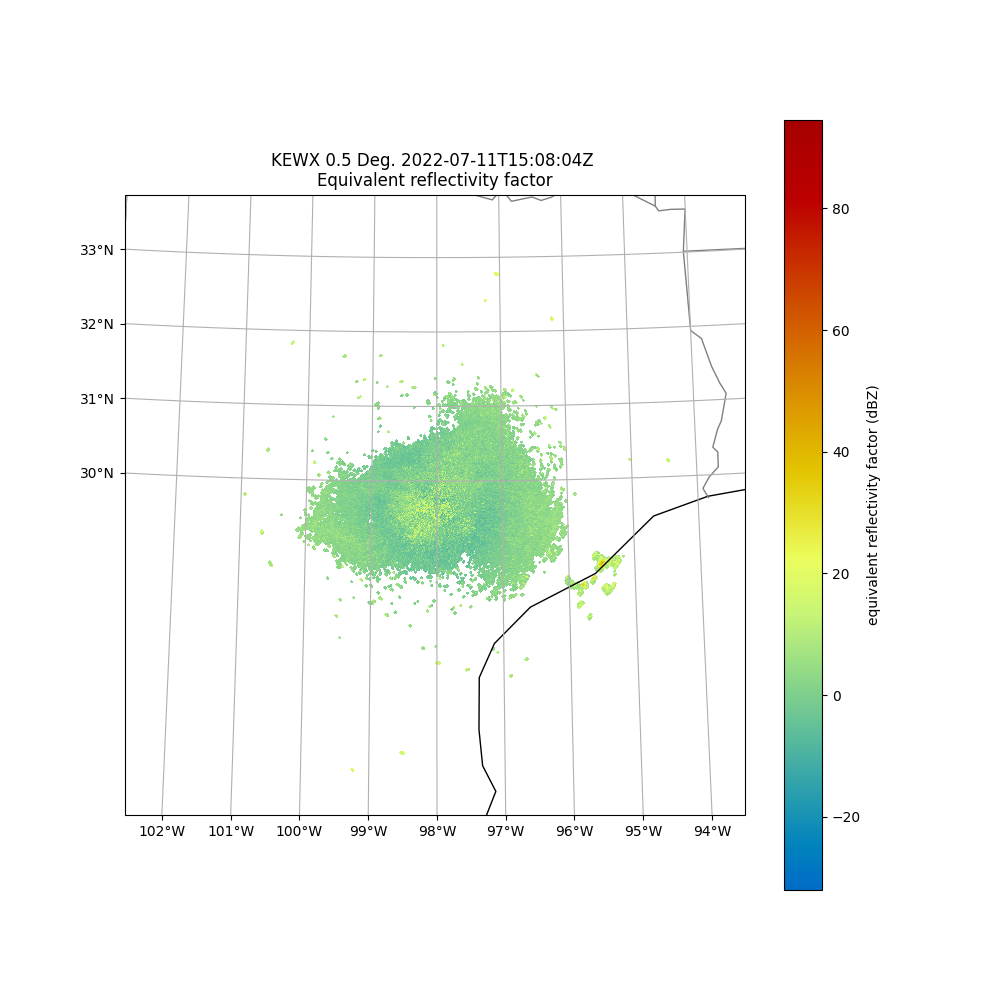 KEWX 0.5 Deg. 2022-07-11T15:08:04Z
Equivalent reflectivity factor
33°N
32°N
31°N
30°N
102°W
101°W
100°W
99°W
98°W
97°W
96°W
95°W
94°W
80
60
40
20
0
−20
equivalent reflectivity factor (dBZ)